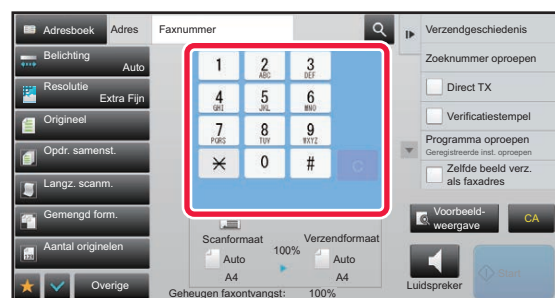 Adresboek
Adres
Faxnummer
Belichting
Auto
Resolutie
Extra Fijn
Origineel
Opdr. samenst.
Langz. scanm.
Gemengd form.
Aantal originelen
Overige
1
2
ABC
3
DEF
4
GHI
5
JKL
6
MNO
7
PQRS
8
TUV
9
WXYZ
0
#
C
Scanformaat
100%
Verzendformaat
Auto
A4
Auto
A4
Geheugen faxontvangst: 100%
Verzendgeschiedenis
Zoeknummer oproepen
Direct TX
Verificatiestempel
Programma oproepen
Geregistreerde inst. oproepen
Zelfde beeld verz.
als faxadres
Voorbeeld-
weergave
CA
Luidspreker
Start